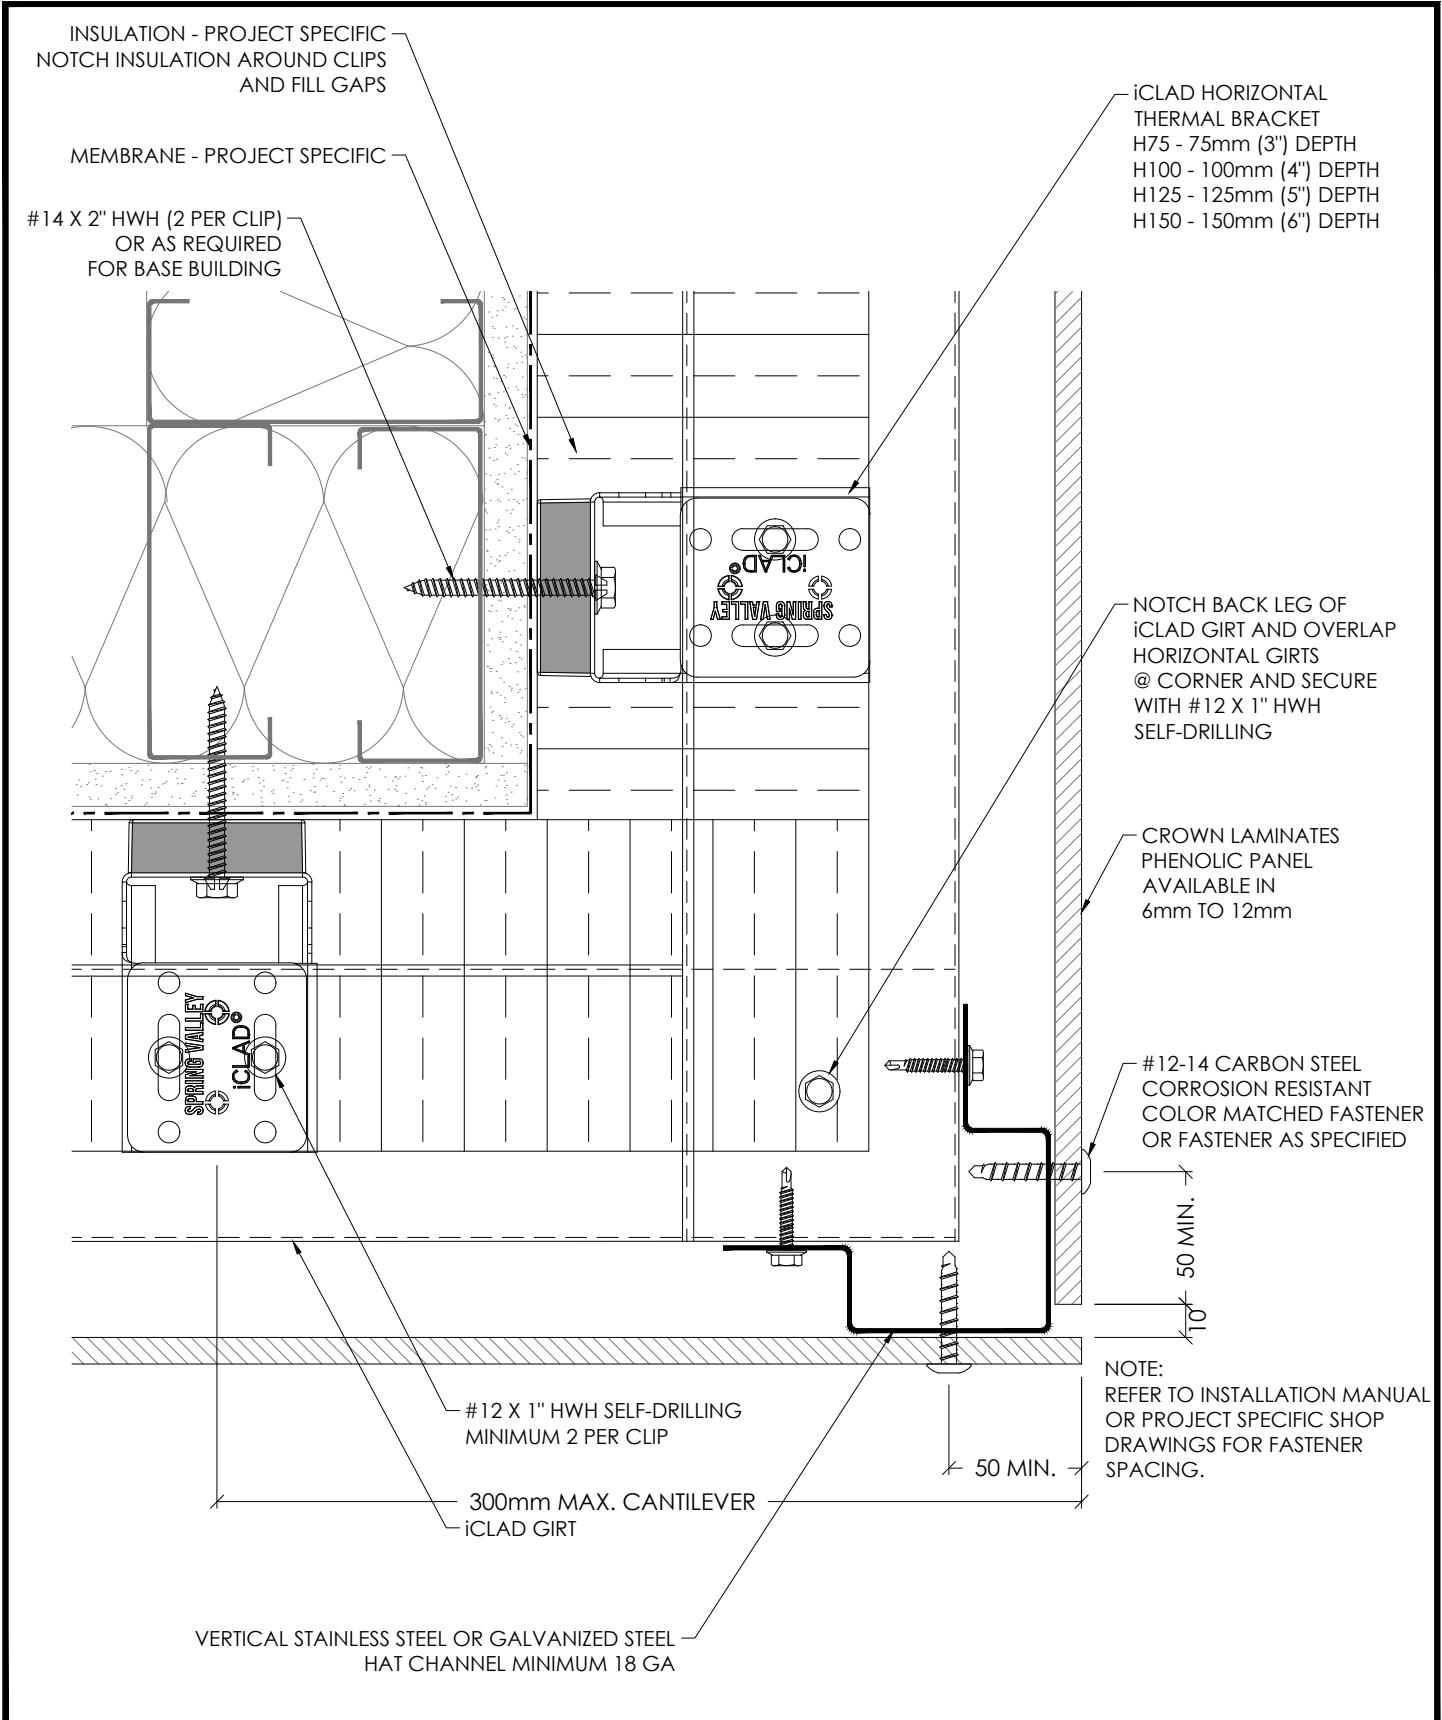 INSULATION - PROJECT SPECIFIC
NOTCH INSULATION AROUND CLIPS
AND FILL GAPS
MEMBRANE - PROJECT SPECIFIC
#14 X 2" HWH (2 PER CLIP)
OR AS REQUIRED
FOR BASE BUILDING
iCLAD HORIZONTAL
THERMAL BRACKET
H75 - 75mm (3") DEPTH
H100 - 100mm (4") DEPTH
H125 - 125mm (5") DEPTH
H150 - 150mm (6") DEPTH
iCLAD©
SPRING VALLEY
NOTCH BACK LEG OF
iCLAD GIRT AND OVERLAP
HORIZONTAL GIRTS
@ CORNER AND SECURE
WITH #12 X 1" HWH
SELF-DRILLING
CROWN LAMINATES
PHENOLIC PANEL
AVAILABLE IN
6mm TO 12mm
SPRING VALLEY
iCLAD©
#12-14 CARBON STEEL
CORROSION RESISTANT
COLOR MATCHED FASTENER
OR FASTENER AS SPECIFIED
50 MIN.
10
NOTE:
REFER TO INSTALLATION MANUAL
OR PROJECT SPECIFIC SHOP
DRAWINGS FOR FASTENER
SPACING.
#12 X 1" HWH SELF-DRILLING
MINIMUM 2 PER CLIP
50 MIN.
300mm MAX. CANTILEVER
iCLAD GIRT
VERTICAL STAINLESS STEEL OR GALVANIZED STEEL
HAT CHANNEL MINIMUM 18 GA